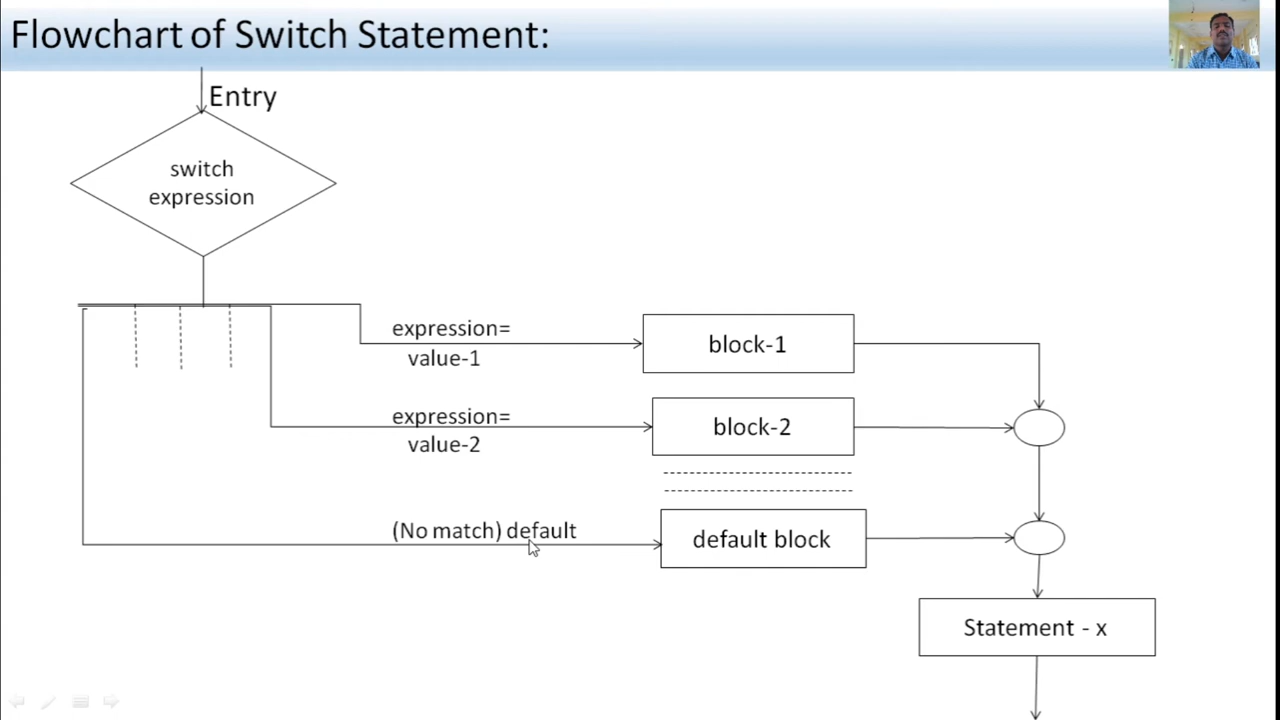 Flowchart of Switch Statement:
Entry
switch
expression
expression=
value-1
block-1
expression=
value-2
block-2
(No match) default
default block
Statement - x